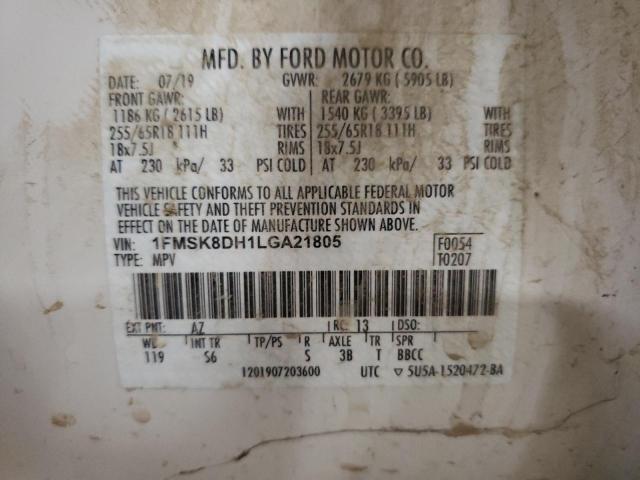 MFD. BY FORD MOTOR CO.
DATE: 07/19 GVWR: 2679 KG ( 5905 LB)
FRONT GAWR: REAR GAWR:
1186 KG ( 2615 LB) WITH 1540 KG ( 3395 LB) WITH
255/65R18 111H TIRES 255/65R18 111H TIRES
18x7.5J RIMS 18x7.5J RIMS
AT 230 kPa/ 33 PSI COLD AT 230 kPa/ 33 PSI COLD
THIS VEHICLE CONFORMS TO ALL APPLICABLE FEDERAL MOTOR
VEHICLE SAFETY AND THEFT PREVENTION STANDARDS IN
EFFECT ON THE DATE OF MANUFACTURE SHOWN ABOVE.
VIN: 1FMSK8DH1LGA21805 F0054
TYPE: MPV T0207
EXT PNT: AZ RC: 13 DSO:
WB INT TR TP/PS R AXLE TR SPR
119 S6 S 3B T BBCC
1201907203600 UTC ▽ 5U5A-1520472-BA